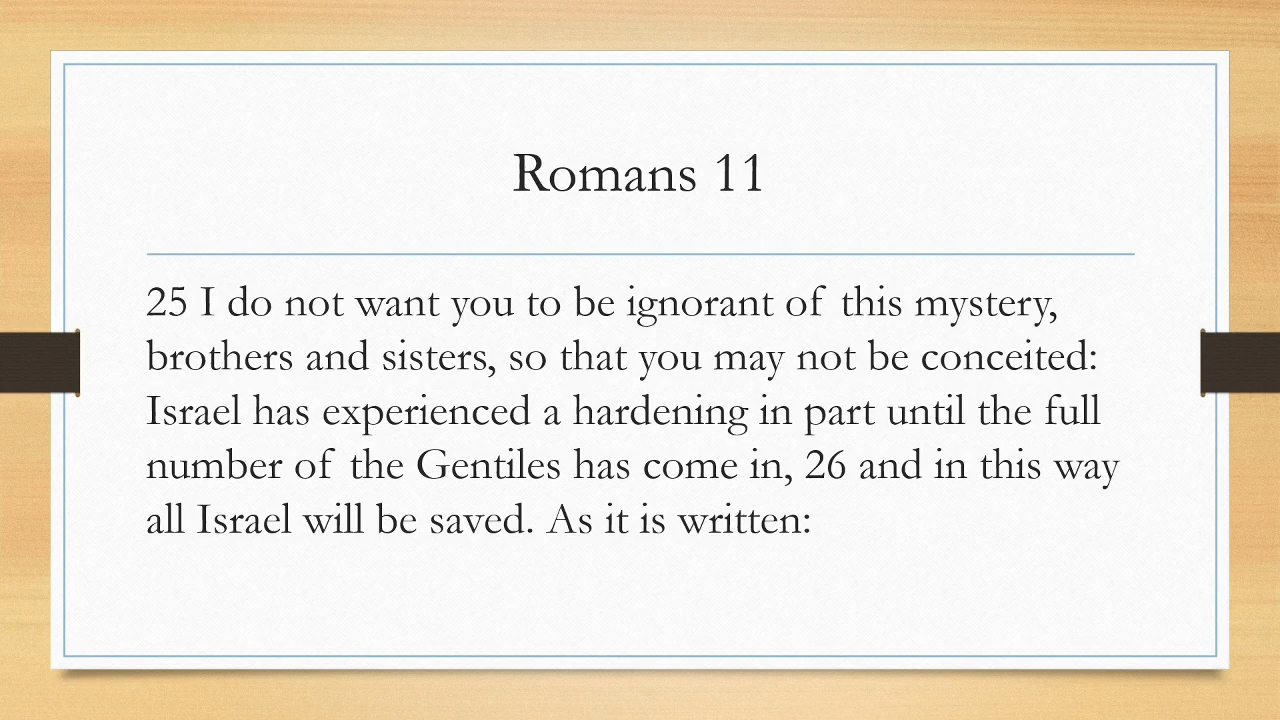 Romans 11
25 I do not want you to be ignorant of this mystery,
brothers and sisters, so that you may not be conceited:
Israel has experienced a hardening in part until the full
number of the Gentiles has come in, 26 and in this way
all Israel will be saved. As it is written: